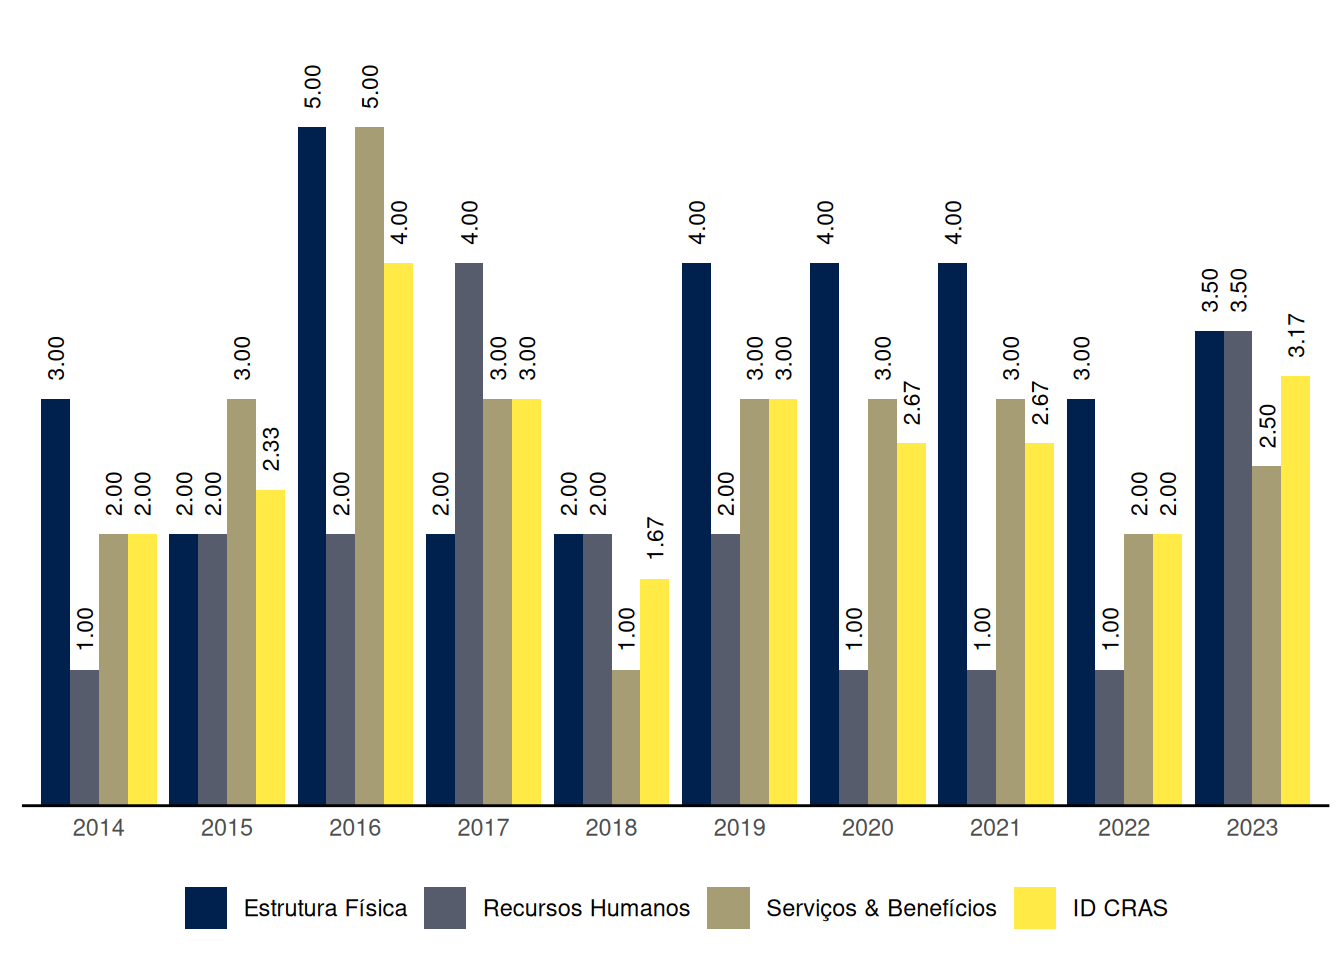 5.00 5.00
4.00 4.00 4.00 4.00 4.00
3.50 3.50
3.17
3.00 3.00 3.00 3.00 3.00 3.00 3.00 3.00 3.00
2.67 2.67
2.50
2.33
2.00 2.00 2.00 2.00 2.00 2.00 2.00 2.00 2.00 2.00 2.00
1.67
1.00 1.00 1.00 1.00 1.00
2014 2015 2016 2017 2018 2019 2020 2021 2022 2023
Estrutura Física Recursos Humanos Serviços & Benefícios ID CRAS